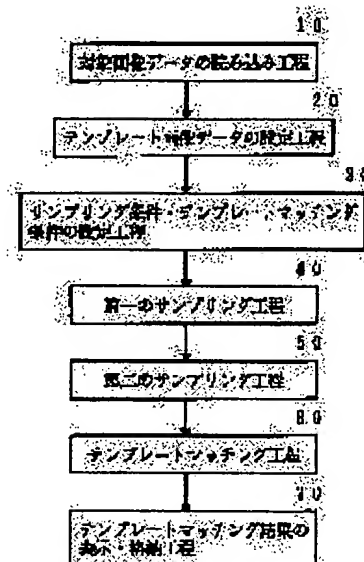 10
対象画像データの読み込み工程
20
テンプレート画像データの設定工程
30
サンプリング条件・テンプレートマッチング
条件の設定工程
40
第一のサンプリング工程
50
第二のサンプリング工程
60
テンプレートマッチング工程
70
テンプレートマッチング結果の
表示・格納工程